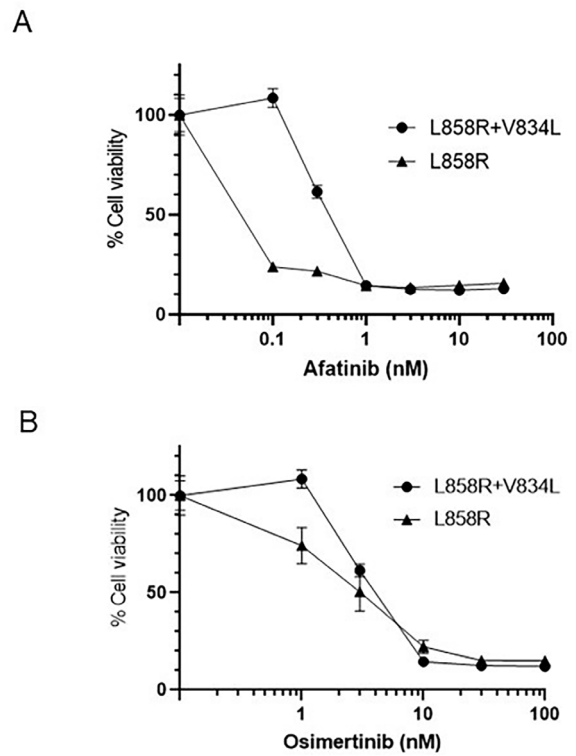 A
% Cell viability
100
50
0
L858R+V834L
L858R
0.1 1 10 100
Afatinib (nM)
B
% Cell viability
100
50
0
L858R+V834L
L858R
1 10 100
Osimertinib (nM)